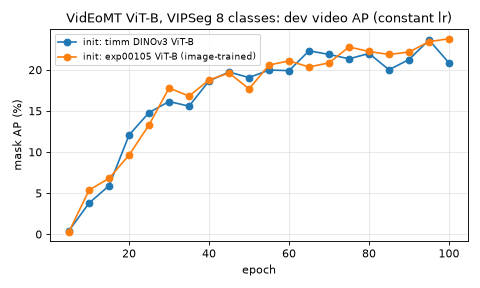 VidEoMT ViT-B, VIPSeg 8 classes: dev video AP (constant lr)
init: timm DINOv3 ViT-B
init: exp00105 ViT-B (image-trained)
mask AP (%)
20
15
10
5
0
20
40
60
80
100
epoch